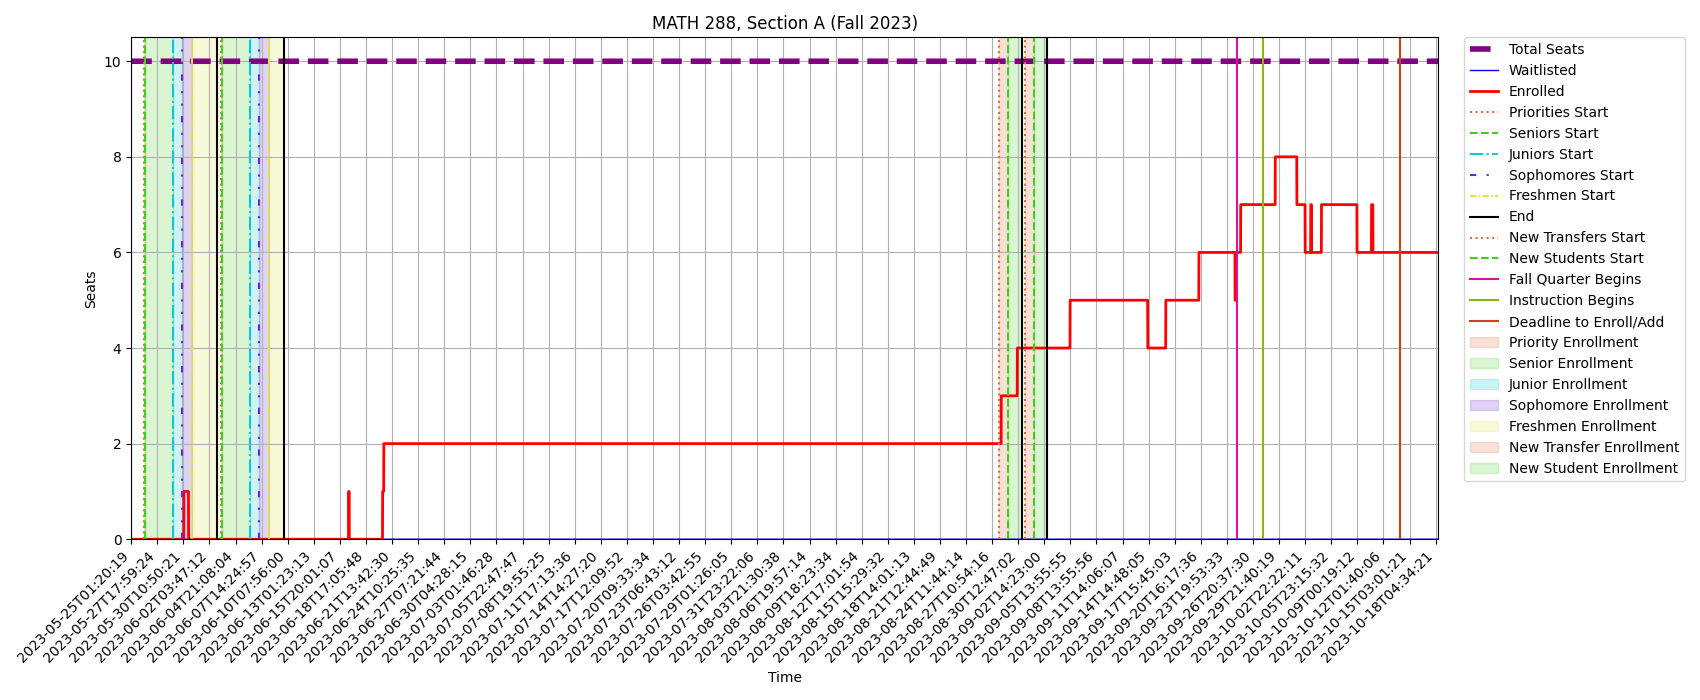 MATH 288, Section A (Fall 2023)
Seats
10
8
6
4
2
0
2023-05-25T01:20:19
2023-05-27T17:59:24
2023-05-30T10:50:21
2023-06-02T03:47:12
2023-06-04T21:08:04
2023-06-07T14:24:57
2023-06-10T07:56:00
2023-06-13T01:23:13
2023-06-15T20:01:07
2023-06-18T17:05:48
2023-06-21T13:42:30
2023-06-24T10:25:35
2023-06-27T07:21:44
2023-06-30T04:28:15
2023-07-03T01:46:28
2023-07-05T22:47:47
2023-07-08T19:55:25
2023-07-11T17:13:36
2023-07-14T14:27:20
2023-07-17T12:09:52
2023-07-20T09:33:34
2023-07-23T06:43:12
2023-07-26T03:42:55
2023-07-29T01:26:05
2023-07-31T23:22:06
2023-08-03T21:30:38
2023-08-06T19:57:14
2023-08-09T18:23:34
2023-08-12T17:01:54
2023-08-15T15:29:32
2023-08-18T14:01:13
2023-08-21T12:44:49
2023-08-24T11:44:14
2023-08-27T10:54:16
2023-08-30T12:47:02
2023-09-02T14:23:00
2023-09-05T13:55:55
2023-09-08T13:55:56
2023-09-11T14:06:07
2023-09-14T14:48:05
2023-09-17T15:45:03
2023-09-20T16:17:36
2023-09-23T19:53:33
2023-09-26T20:37:30
2023-09-29T21:40:19
2023-10-02T22:22:11
2023-10-05T23:15:32
2023-10-09T00:19:12
2023-10-12T01:40:06
2023-10-15T03:01:21
2023-10-18T04:34:21
Time
Total Seats
Waitlisted
Enrolled
Priorities Start
Seniors Start
Juniors Start
Sophomores Start
Freshmen Start
End
New Transfers Start
New Students Start
Fall Quarter Begins
Instruction Begins
Deadline to Enroll/Add
Priority Enrollment
Senior Enrollment
Junior Enrollment
Sophomore Enrollment
Freshmen Enrollment
New Transfer Enrollment
New Student Enrollment